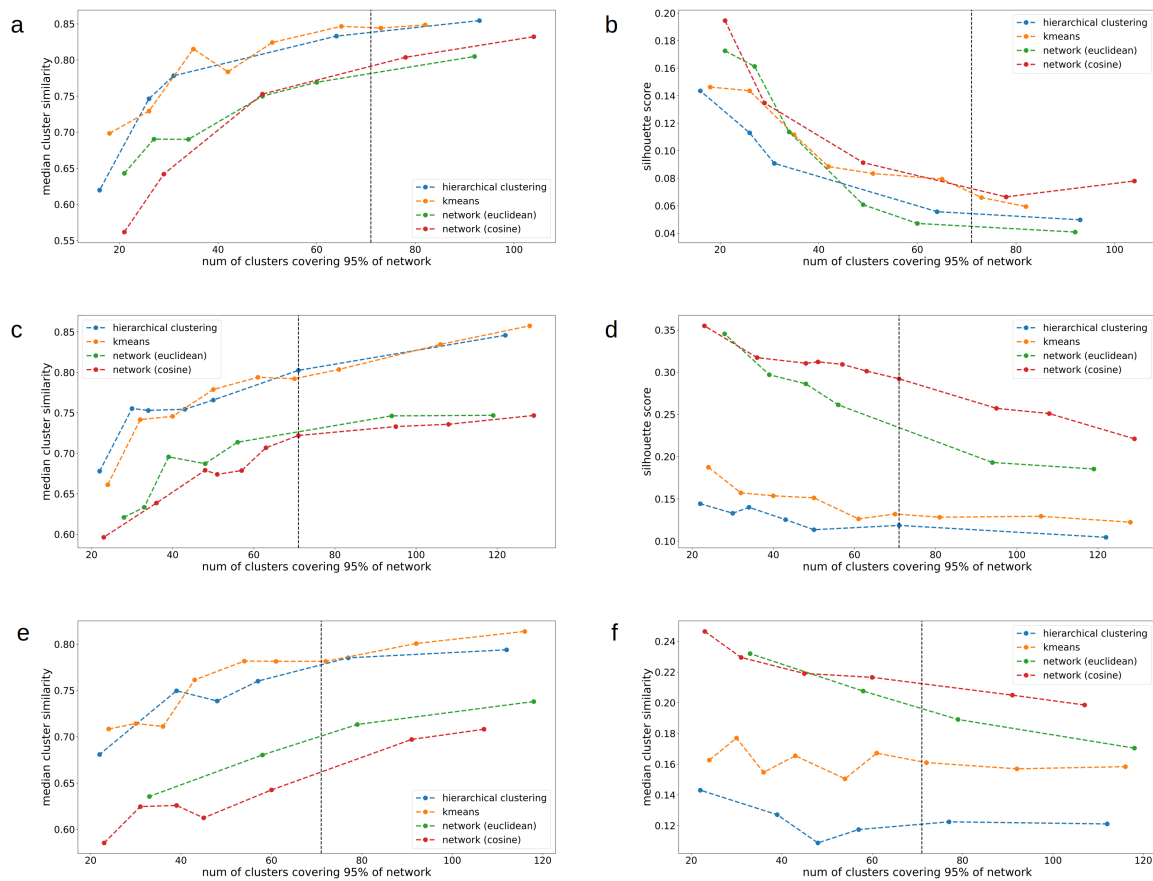 a
0.85
0.80
0.75
0.70
0.65
0.60
0.55
median cluster similarity
hierarchical clustering
kmeans
network (euclidean)
network (cosine)
20 40 60 80 100
num of clusters covering 95% of network
b
0.20
0.18
0.16
0.14
0.12
0.10
0.08
0.06
0.04
silhouette score
hierarchical clustering
kmeans
network (euclidean)
network (cosine)
20 40 60 80 100
num of clusters covering 95% of network
c
0.85
0.80
0.75
0.70
0.65
0.60
median cluster similarity
hierarchical clustering
kmeans
network (euclidean)
network (cosine)
20 40 60 80 100 120
num of clusters covering 95% of network
d
0.35
0.30
0.25
0.20
0.15
0.10
silhouette score
hierarchical clustering
kmeans
network (euclidean)
network (cosine)
20 40 60 80 100 120
num of clusters covering 95% of network
e
0.80
0.75
0.70
0.65
0.60
median cluster similarity
hierarchical clustering
kmeans
network (euclidean)
network (cosine)
20 40 60 80 100 120
num of clusters covering 95% of network
f
0.24
0.22
0.20
0.18
0.16
0.14
0.12
median cluster similarity
hierarchical clustering
kmeans
network (euclidean)
network (cosine)
20 40 60 80 100 120
num of clusters covering 95% of network